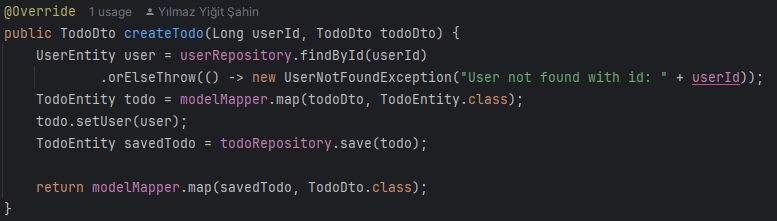 @Override 1 usage Yılmaz Yiğit Şahin
public TodoDto createTodo(Long userId, TodoDto todoDto) {
    UserEntity user = userRepository.findById(userId)
            .orElseThrow(() -> new UserNotFoundException("User not found with id: " + userId));
    TodoEntity todo = modelMapper.map(todoDto, TodoEntity.class);
    todo.setUser(user);
    TodoEntity savedTodo = todoRepository.save(todo);

    return modelMapper.map(savedTodo, TodoDto.class);
}